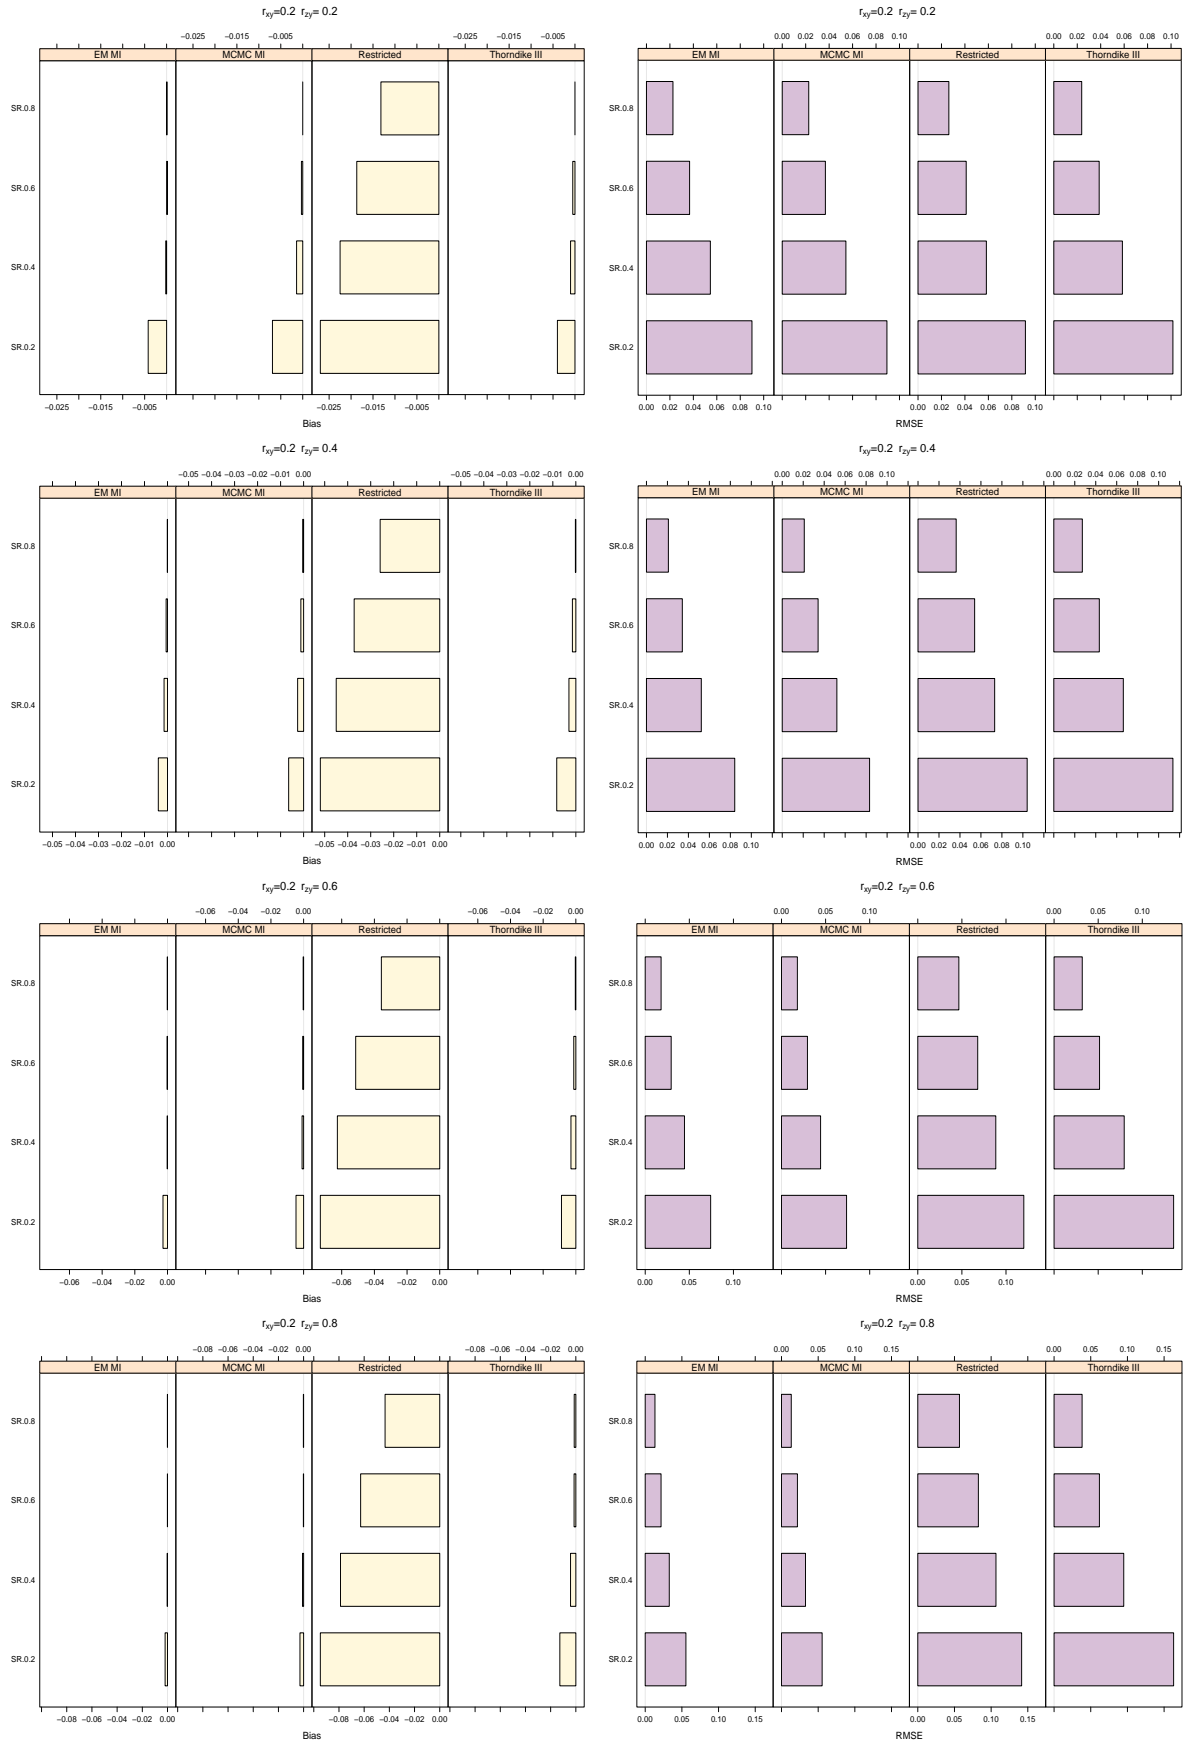 rxy=0.2 rzy= 0.2
−0.025 −0.015 −0.005 −0.025 −0.015 −0.005
EM MI MCMC MI Restricted Thorndike III
SR.0.8
SR.0.6
SR.0.4
SR.0.2
−0.025 −0.015 −0.005 −0.025 −0.015 −0.005
Bias
rxy=0.2 rzy= 0.2
0.00 0.02 0.04 0.06 0.08 0.10 0.00 0.02 0.04 0.06 0.08 0.10
EM MI MCMC MI Restricted Thorndike III
SR.0.8
SR.0.6
SR.0.4
SR.0.2
0.00 0.02 0.04 0.06 0.08 0.10 0.00 0.02 0.04 0.06 0.08 0.10
RMSE
rxy=0.2 rzy= 0.4
−0.05 −0.04 −0.03 −0.02 −0.01 0.00 −0.05 −0.04 −0.03 −0.02 −0.01 0.00
EM MI MCMC MI Restricted Thorndike III
SR.0.8
SR.0.6
SR.0.4
SR.0.2
−0.05 −0.04 −0.03 −0.02 −0.01 0.00 −0.05 −0.04 −0.03 −0.02 −0.01 0.00
Bias
rxy=0.2 rzy= 0.4
0.00 0.02 0.04 0.06 0.08 0.10 0.00 0.02 0.04 0.06 0.08 0.10
EM MI MCMC MI Restricted Thorndike III
SR.0.8
SR.0.6
SR.0.4
SR.0.2
0.00 0.02 0.04 0.06 0.08 0.10 0.00 0.02 0.04 0.06 0.08 0.10
RMSE
rxy=0.2 rzy= 0.6
−0.06 −0.04 −0.02 0.00 −0.06 −0.04 −0.02 0.00
EM MI MCMC MI Restricted Thorndike III
SR.0.8
SR.0.6
SR.0.4
SR.0.2
−0.06 −0.04 −0.02 0.00 −0.06 −0.04 −0.02 0.00
Bias
rxy=0.2 rzy= 0.6
0.00 0.05 0.10 0.00 0.05 0.10
EM MI MCMC MI Restricted Thorndike III
SR.0.8
SR.0.6
SR.0.4
SR.0.2
0.00 0.05 0.10 0.00 0.05 0.10
RMSE
rxy=0.2 rzy= 0.8
−0.08 −0.06 −0.04 −0.02 0.00 −0.08 −0.06 −0.04 −0.02 0.00
EM MI MCMC MI Restricted Thorndike III
SR.0.8
SR.0.6
SR.0.4
SR.0.2
−0.08 −0.06 −0.04 −0.02 0.00 −0.08 −0.06 −0.04 −0.02 0.00
Bias
rxy=0.2 rzy= 0.8
0.00 0.05 0.10 0.15 0.00 0.05 0.10 0.15
EM MI MCMC MI Restricted Thorndike III
SR.0.8
SR.0.6
SR.0.4
SR.0.2
0.00 0.05 0.10 0.15 0.00 0.05 0.10 0.15
RMSE